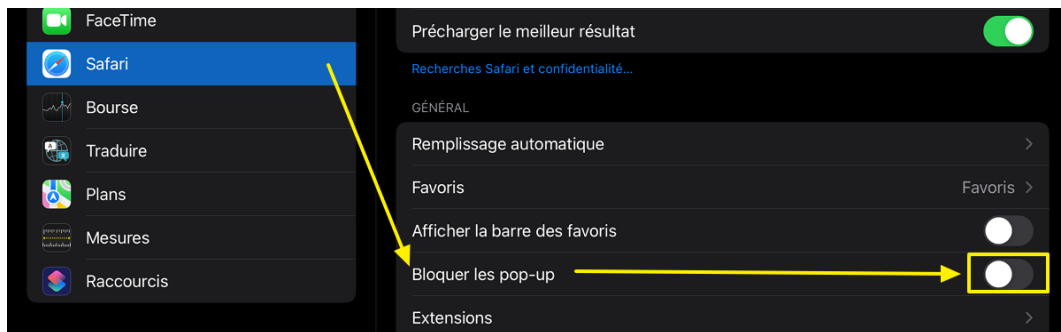 FaceTime
Safari
Bourse
Traduire
Plans
Mesures
Raccourcis
Précharger le meilleur résultat
Recherches Safari et confidentialité...
GÉNÉRAL
Remplissage automatique
Favoris Favoris
Afficher la barre des favoris
Bloquer les pop-up
Extensions